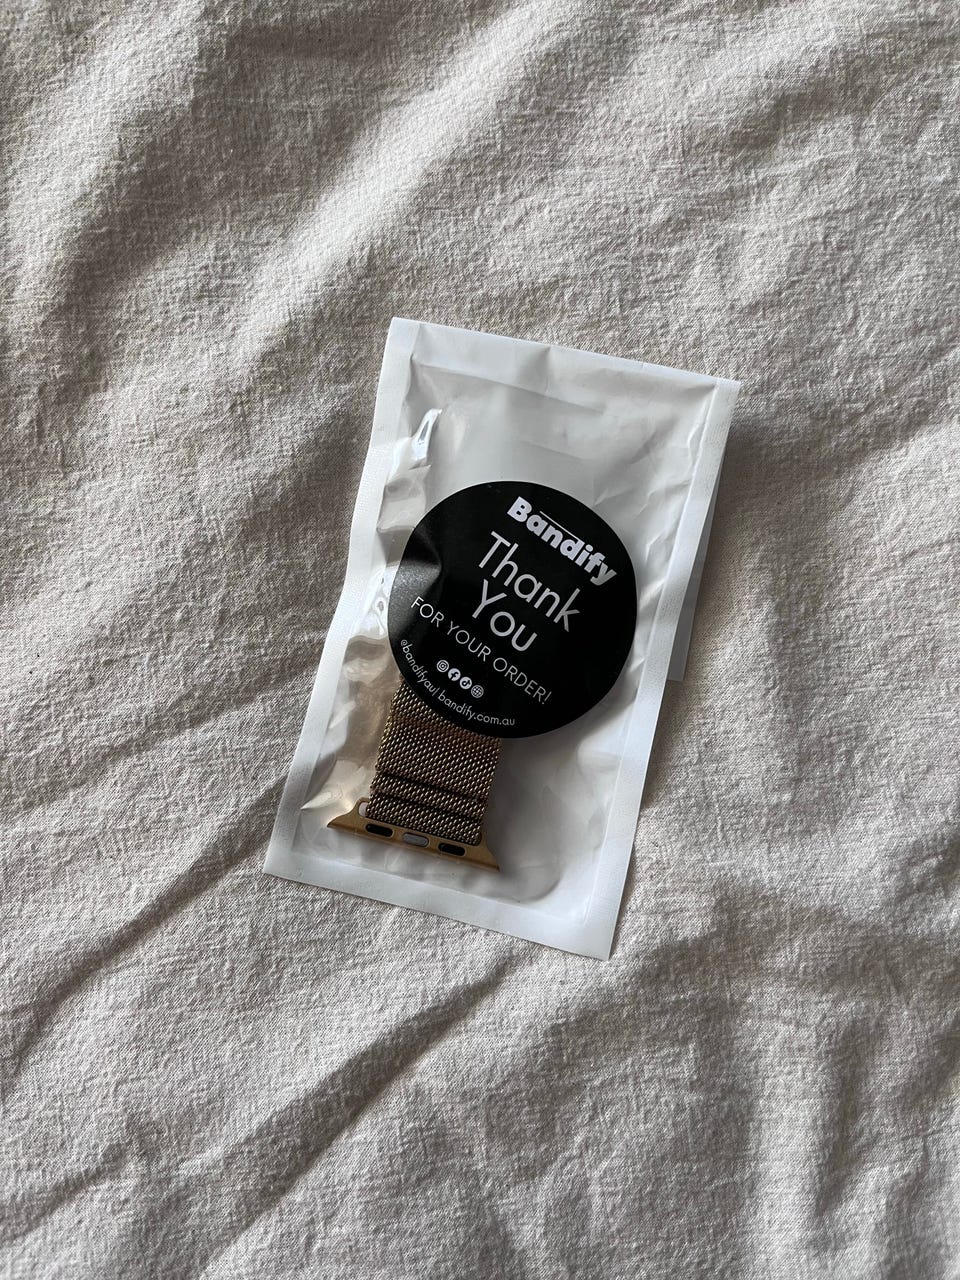 Bandify
Thank
You
FOR YOUR ORDER!
@bandifyau | bandify.com.au